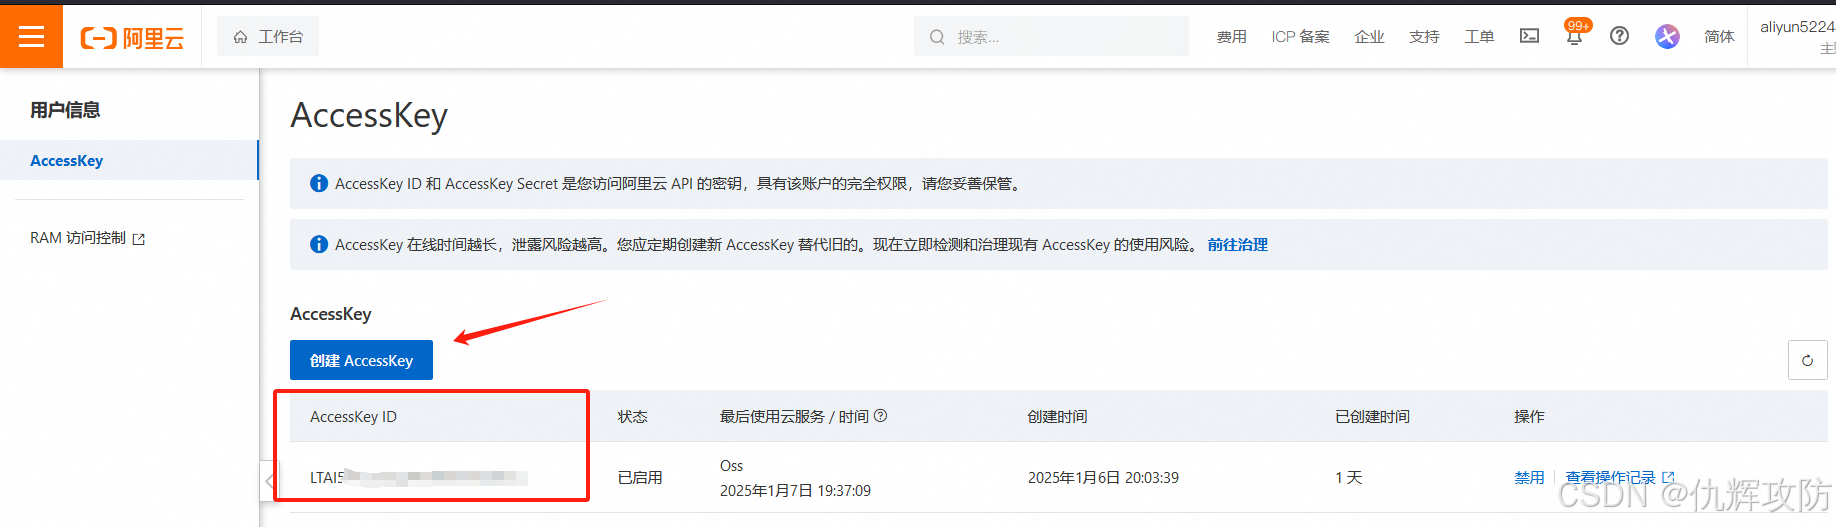 阿里云
工作台
搜索...
费用
ICP 备案
企业
支持
工单
99+
简体
aliyun5224
用户信息
AccessKey
RAM 访问控制
AccessKey
AccessKey ID 和 AccessKey Secret 是您访问阿里云 API 的密钥，具有该账户的完全权限，请您妥善保管。
AccessKey 在线时间越长，泄露风险越高。您应定期创建新 AccessKey 替代旧的。现在立即检测和治理现有 AccessKey 的使用风险。 前往治理
AccessKey
创建 AccessKey
AccessKey ID
状态
最后使用云服务 / 时间
创建时间
已创建时间
操作
LTAI5
已启用
Oss
2025年1月7日 19:37:09
2025年1月6日 20:03:39
1 天
禁用
查看操作记录
CSDN @仇辉攻防